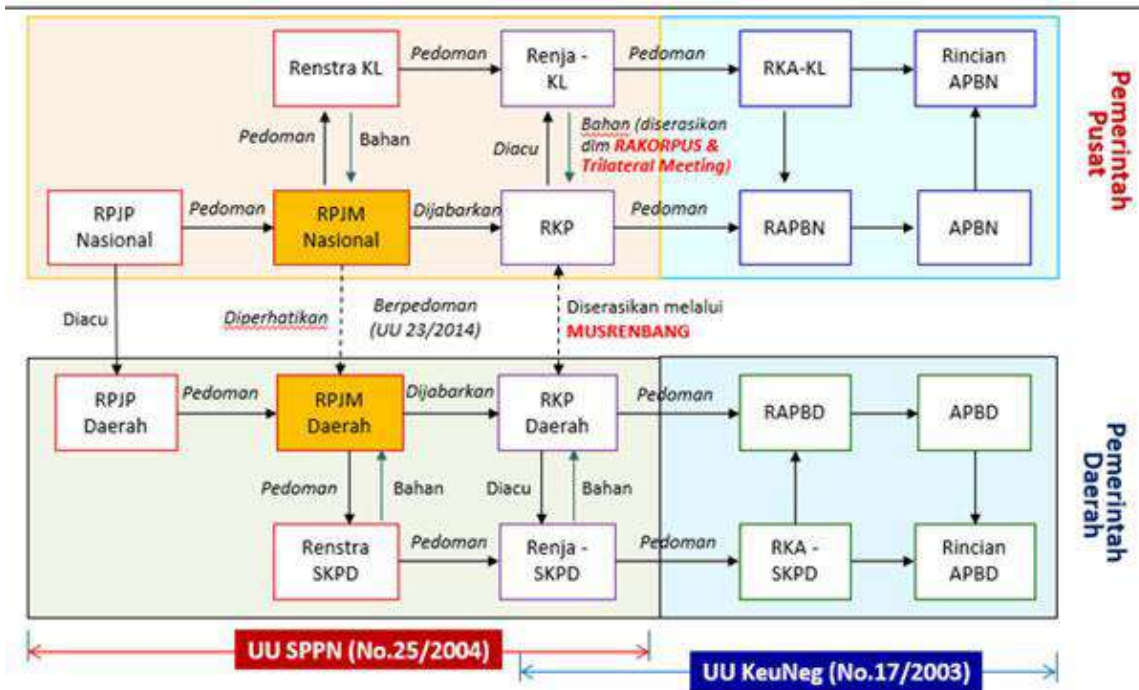 Renstra KL
Pedoman
Renja -
KL
Pedoman
RKA-KL
Rincian
APBN
Pemerintah
Pusat
Pedoman
Bahan
Diacu
Bahan (diserasikan
dlm RAKORPUS &
Trilateral Meeting)
RPJP
Nasional
Pedoman
RPJM
Nasional
Dijabarkan
RKP
Pedoman
RAPBN
APBN
Diacu
Diperhatikan
Berpedoman
(UU 23/2014)
Diserasikan melalui
MUSRENBANG
RPJP
Daerah
Pedoman
RPJM
Daerah
Dijabarkan
RKP
Daerah
Pedoman
RAPBD
APBD
Pemerintah
Daerah
Pedoman
Bahan
Diacu
Bahan
Renstra
SKPD
Pedoman
Renja -
SKPD
Pedoman
RKA -
SKPD
Rincian
APBD
UU SPPN (No.25/2004)
UU KeuNeg (No.17/2003)